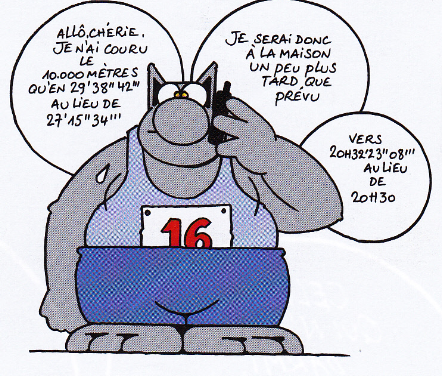 ALLÔ, CHÉRIE,
JE N'AI COURU
LE
10.000 MÈTRES
QU'EN 29'38"42'''
AU LIEU DE
27'15"34'''
JE SERAI DONC
À LA MAISON
UN PEU PLUS
TARD QUE
PRÉVU
VERS
20H32'23"08'''
AU LIEU
DE
20H30
16